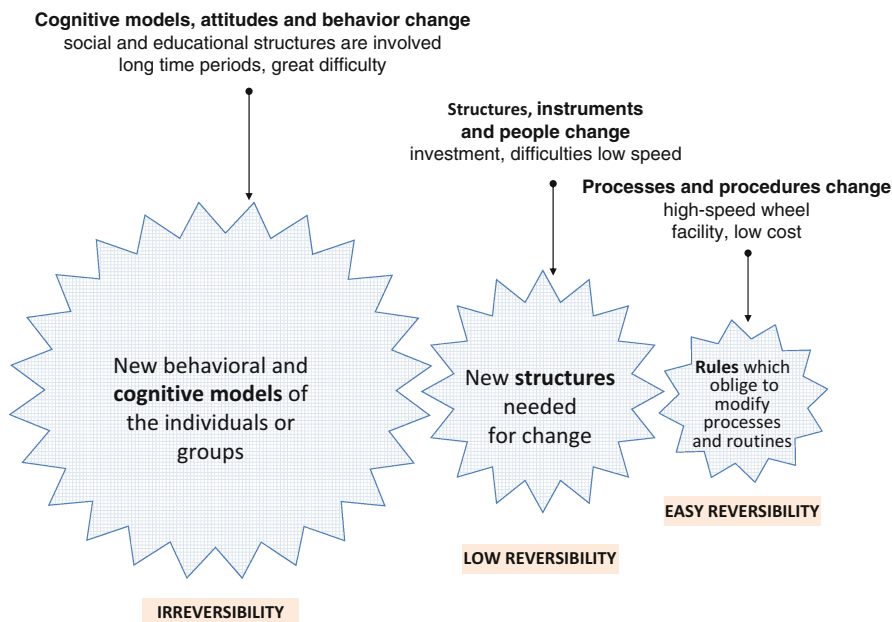 Cognitive models, attitudes and behavior change
social and educational structures are involved
long time periods, great difficulty
Structures, instruments
and people change
investment, difficulties low speed
Processes and procedures change
high-speed wheel
facility, low cost
New behavioral and
cognitive models of
the individuals or
groups
New structures
needed
for change
Rules which
oblige to
modify
processes
and routines
EASY REVERSIBILITY
LOW REVERSIBILITY
IRREVERSIBILITY